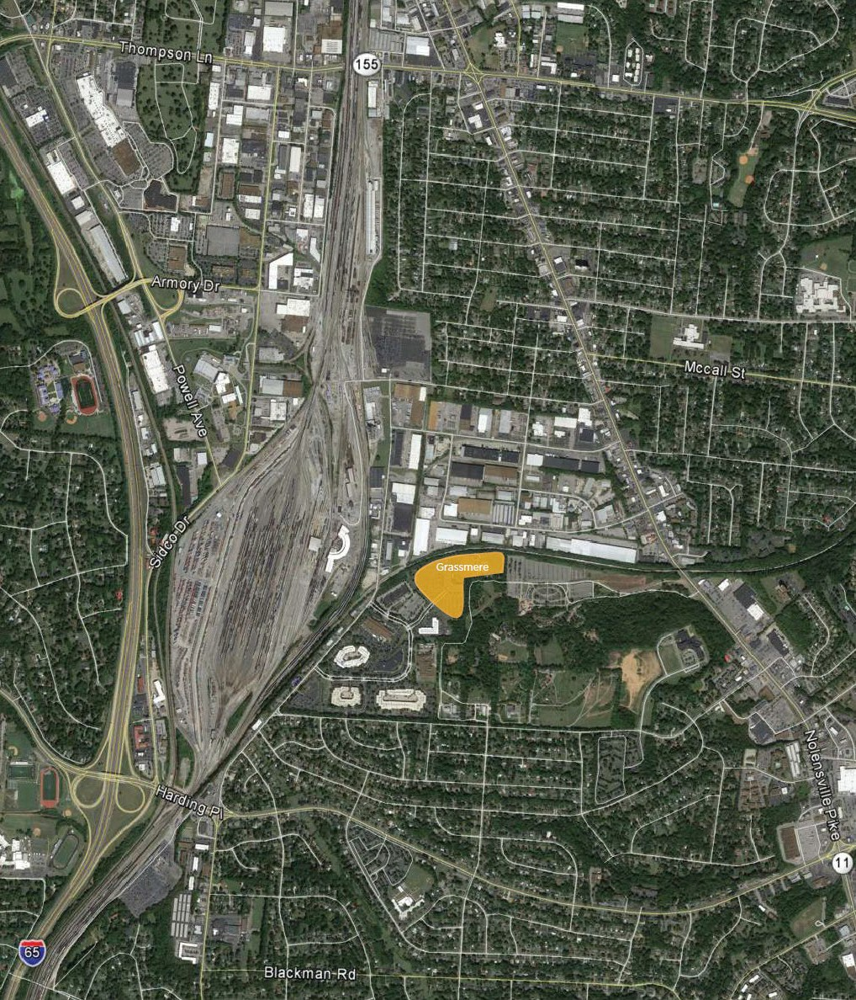 Thompson Ln
155
Armory Dr
Mccall St
Powell Ave
Sidco Dr
Grassmere
Nolensville Pike
Harding Pl
11
65
Blackman Rd